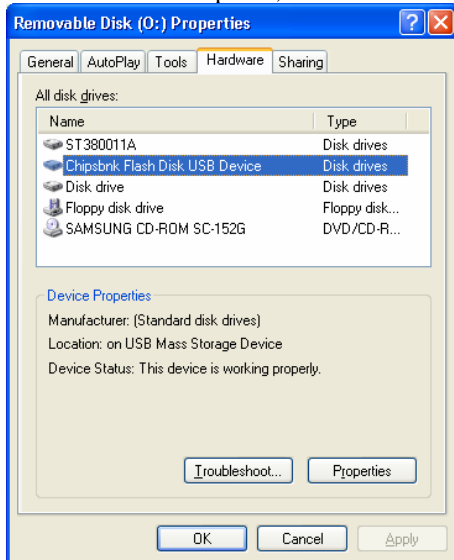 Removable Disk (O:) Properties
General AutoPlay Tools Hardware Sharing
All disk drives:
Name Type
ST380011A Disk drives
Chipsbnk Flash Disk USB Device Disk drives
Disk drive Disk drives
Floppy disk drive Floppy disk...
SAMSUNG CD-ROM SC-152G DVD/CD-R...
Device Properties
Manufacturer: (Standard disk drives)
Location: on USB Mass Storage Device
Device Status: This device is working properly.
Troubleshoot... Properties
OK Cancel Apply